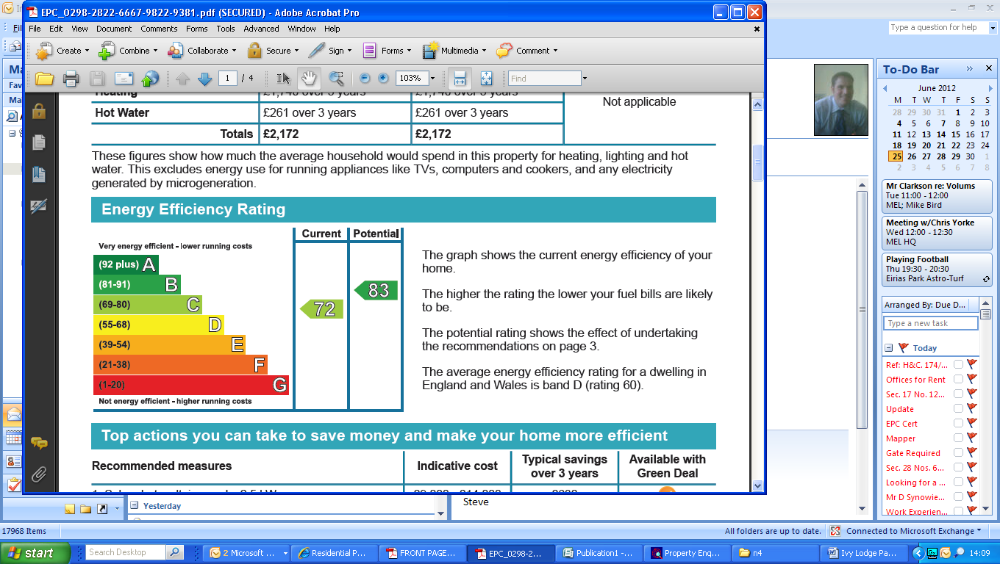 EPC_0298-2822-6667-9822-9381.pdf (SECURED) - Adobe Acrobat Pro
File Edit View Document Comments Forms Tools Advanced Window Help
Create Combine Collaborate Secure Sign Forms Multimedia Comment
1 / 4 103% Find
Heating £1,740 over 3 years £1,740 over 3 years
Not applicable
Hot Water £261 over 3 years £261 over 3 years
Totals £2,172 £2,172
These figures show how much the average household would spend in this property for heating, lighting and hot
water. This excludes energy use for running appliances like TVs, computers and cookers, and any electricity
generated by microgeneration.
Energy Efficiency Rating
Current Potential
Very energy efficient - lower running costs
(92 plus) A
(81-91) B
(69-80) C
(55-68) D
(39-54) E
(21-38) F
(1-20) G
Not energy efficient - higher running costs
72
83
The graph shows the current energy efficiency of your
home.
The higher the rating the lower your fuel bills are likely
to be.
The potential rating shows the effect of undertaking
the recommendations on page 3.
The average energy efficiency rating for a dwelling in
England and Wales is band D (rating 60).
Top actions you can take to save money and make your home more efficient
Recommended measures
Indicative cost
Typical savings
over 3 years
Available with
Green Deal
Type a question for help
To-Do Bar
June 2012
M T W T F S S
28 29 30 31 1 2 3
4 5 6 7 8 9 10
11 12 13 14 15 16 17
18 19 20 21 22 23 24
25 26 27 28 29 30 1
2 3 4 5 6 7 8
Mr Clarkson re: Volums
Tue 11:00 - 12:00
MEL; Mike Bird
Meeting w/Chris Yorke
Wed 12:00 - 12:30
MEL HQ
Playing Football
Thu 19:30 - 20:30
Eirias Park Astro-Turf
Arranged By: Due D...
Type a new task
Today
Ref: H&C. 174/...
Offices for Rent
Sec. 17 No. 12...
Update
EPC Cert
Mapper
Gate Required
Sec. 28 Nos. 6...
Looking for a ...
Mr D Synowie...
Work Experien...
Yesterday
Steve
17968 Items
All folders are up to date. Connected to Microsoft Exchange
start
Search Desktop
2 Microsoft ...
Residential P...
FRONT PAGE...
EPC_0298-2...
Publication1 -...
Property Enq...
n4
Ivy Lodge Pa...
14:09